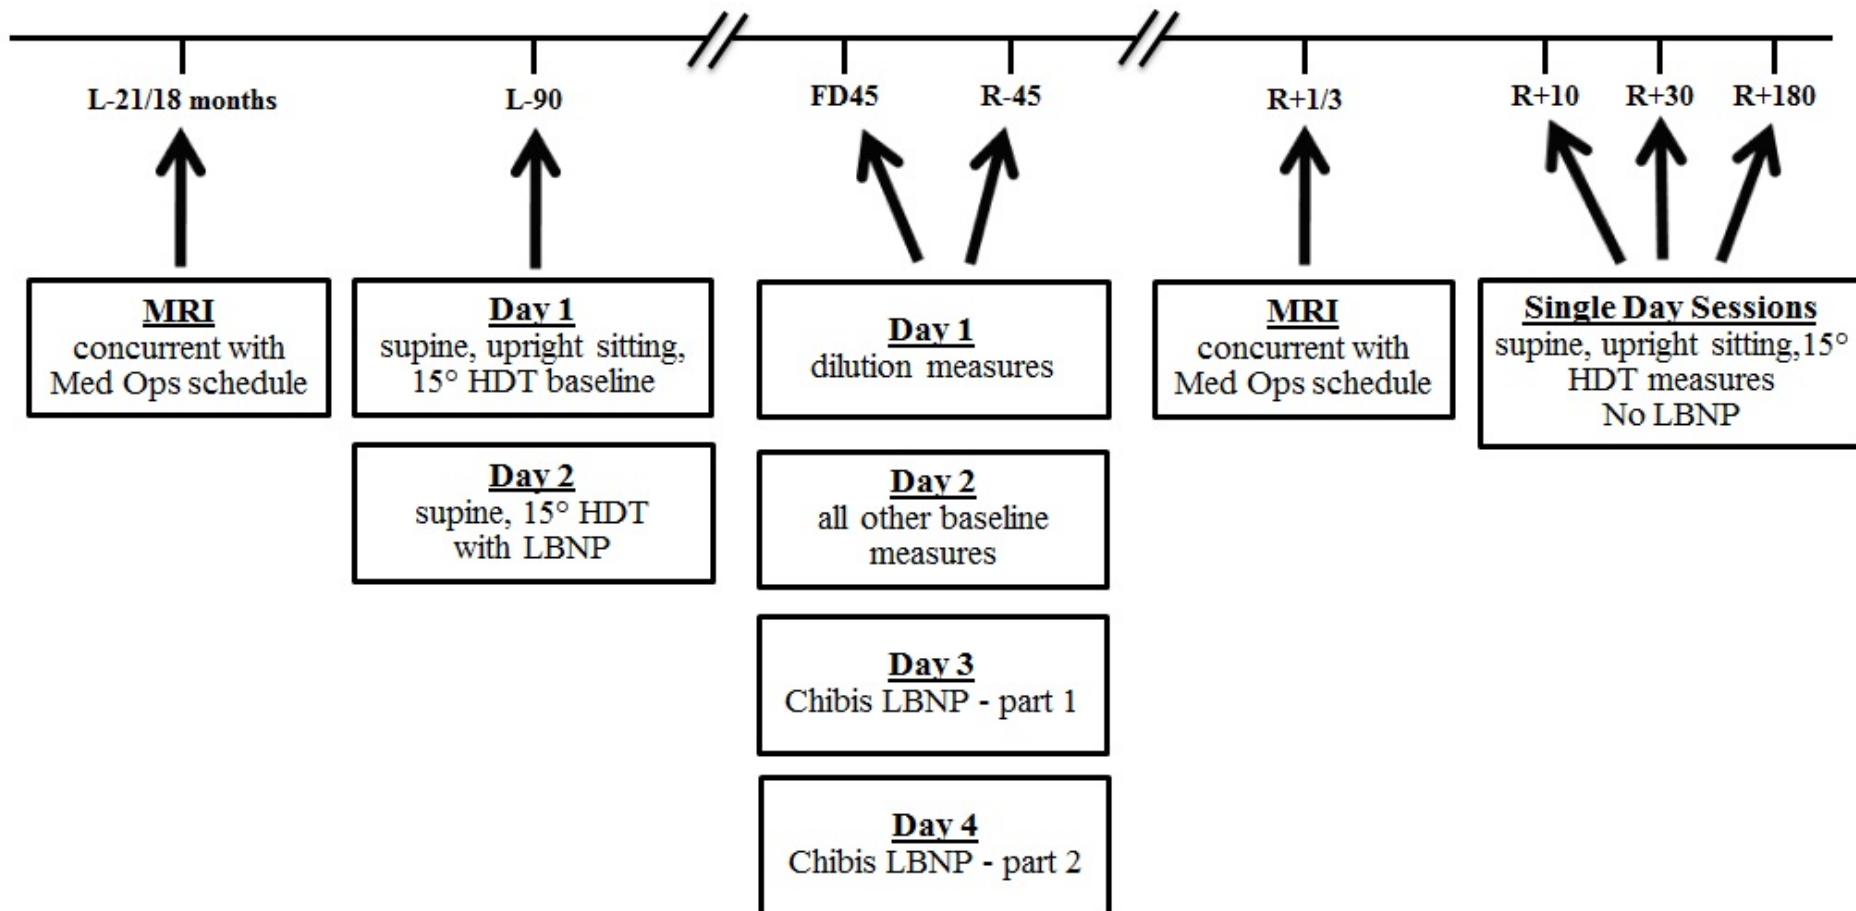 L-21/18 months
L-90
FD45
R-45
R+1/3
R+10
R+30
R+180
MRI
concurrent with
Med Ops schedule
Day 1
supine, upright sitting,
15° HDT baseline
Day 2
supine, 15° HDT
with LBNP
Day 1
dilution measures
Day 2
all other baseline
measures
Day 3
Chibis LBNP - part 1
Day 4
Chibis LBNP - part 2
MRI
concurrent with
Med Ops schedule
Single Day Sessions
supine, upright sitting,15°
HDT measures
No LBNP